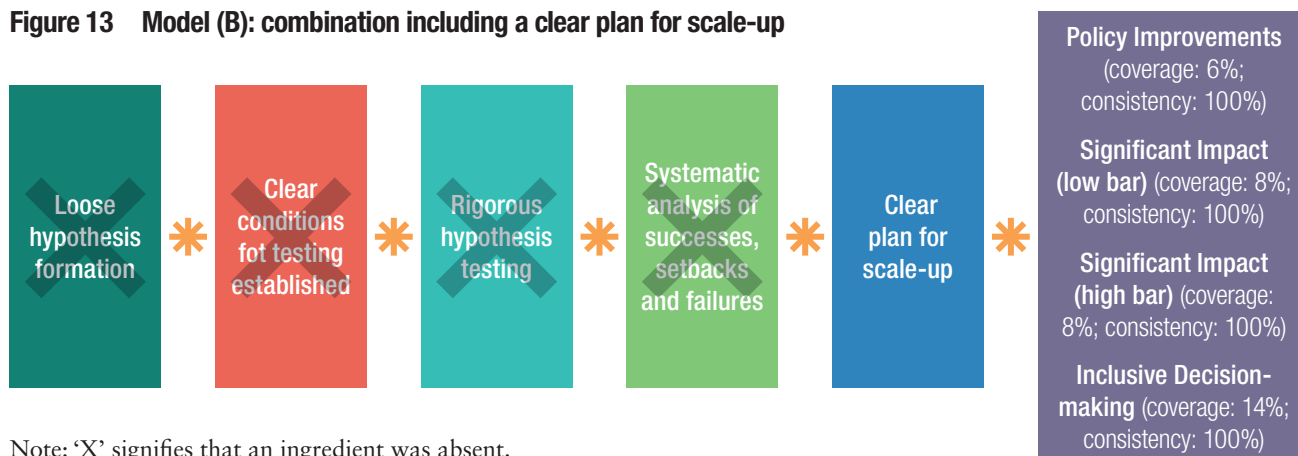 Figure 13 Model (B): combination including a clear plan for scale-up
Loose
hypothesis
formation
Clear
conditions
fot testing
established
Rigorous
hypothesis
testing
Systematic
analysis of
successes,
setbacks
and failures
Clear
plan for
scale-up
Policy Improvements
(coverage: 6%;
consistency: 100%)
Significant Impact
(low bar) (coverage: 8%;
consistency: 100%)
Significant Impact
(high bar) (coverage:
8%; consistency: 100%)
Inclusive Decision-
making (coverage: 14%;
consistency: 100%)
Note: ‘X’ signifies that an ingredient was absent.